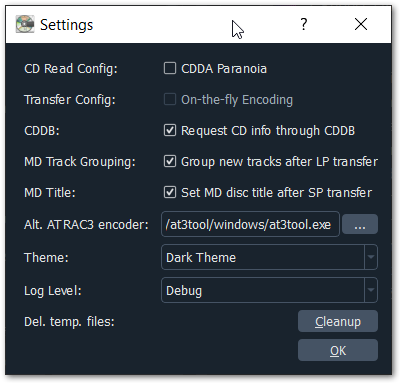 Settings
CD Read Config: CDDA Paranoia
Transfer Config: On-the-fly Encoding
CDDB: Request CD info through CDDB
MD Track Grouping: Group new tracks after LP transfer
MD Title: Set MD disc title after SP transfer
Alt. ATRAC3 encoder: /at3tool/windows/at3tool.exe ...
Theme: Dark Theme
Log Level: Debug
Del. temp. files: Cleanup
OK